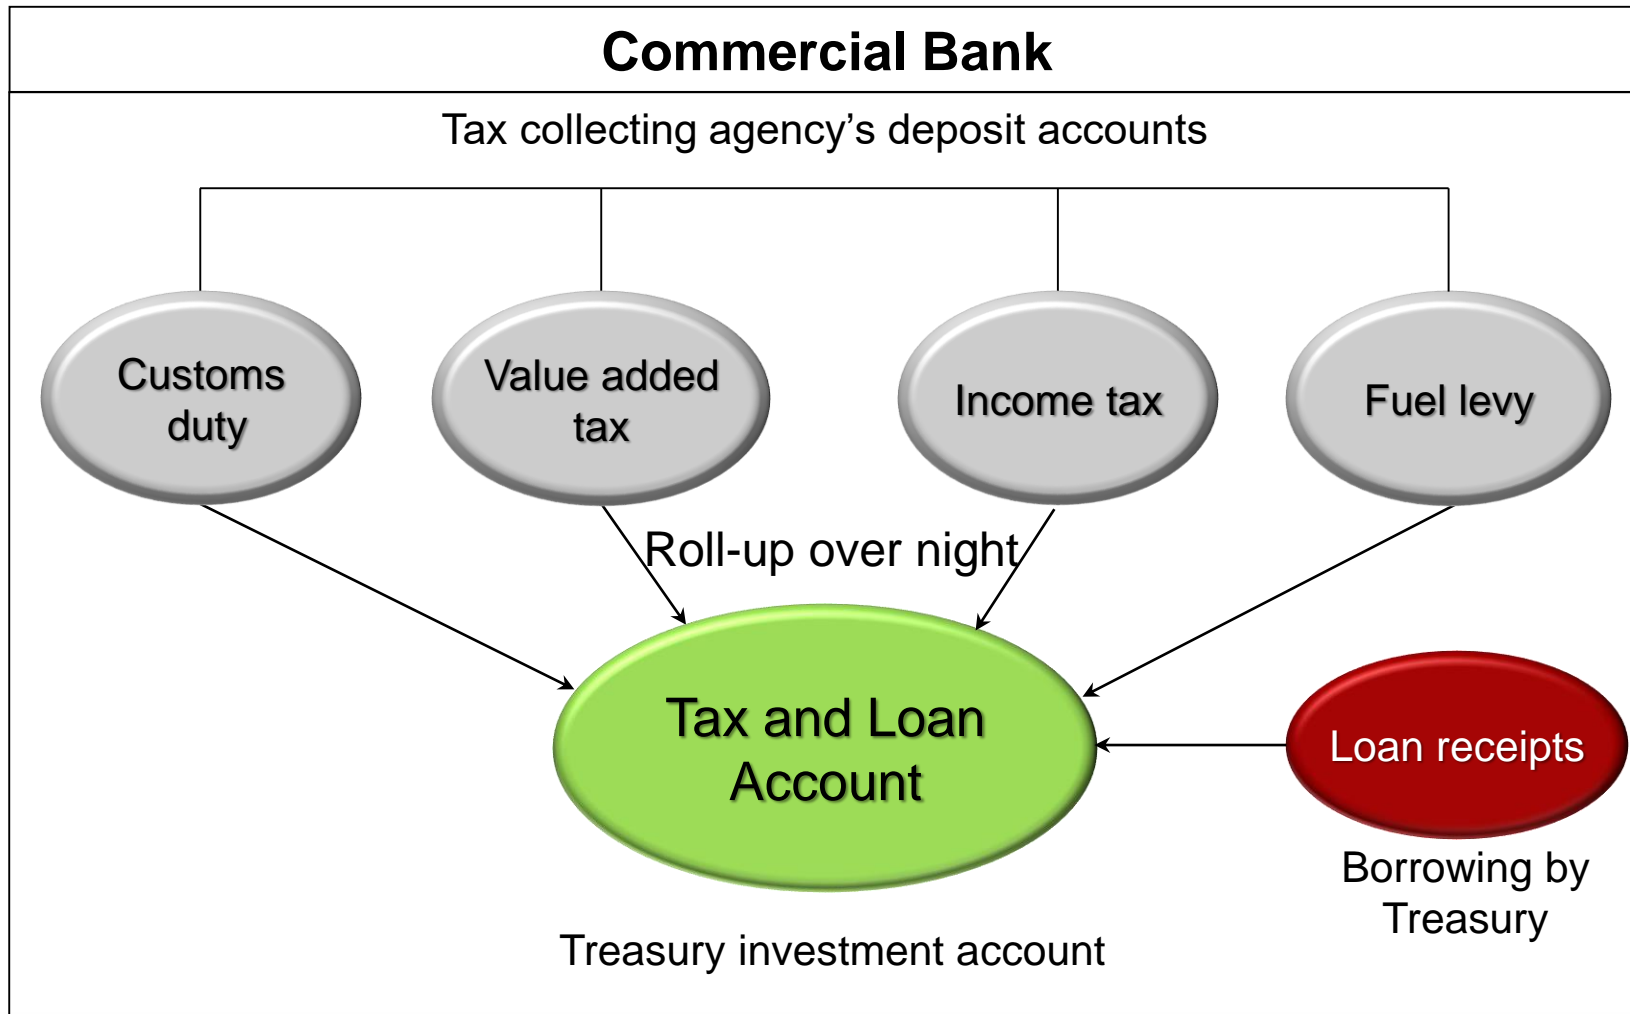 Commercial Bank
Tax collecting agency’s deposit accounts
Customs
duty
Value added
tax
Income tax
Fuel levy
Roll-up over night
Tax and Loan
Account
Loan receipts
Borrowing by
Treasury
Treasury investment account